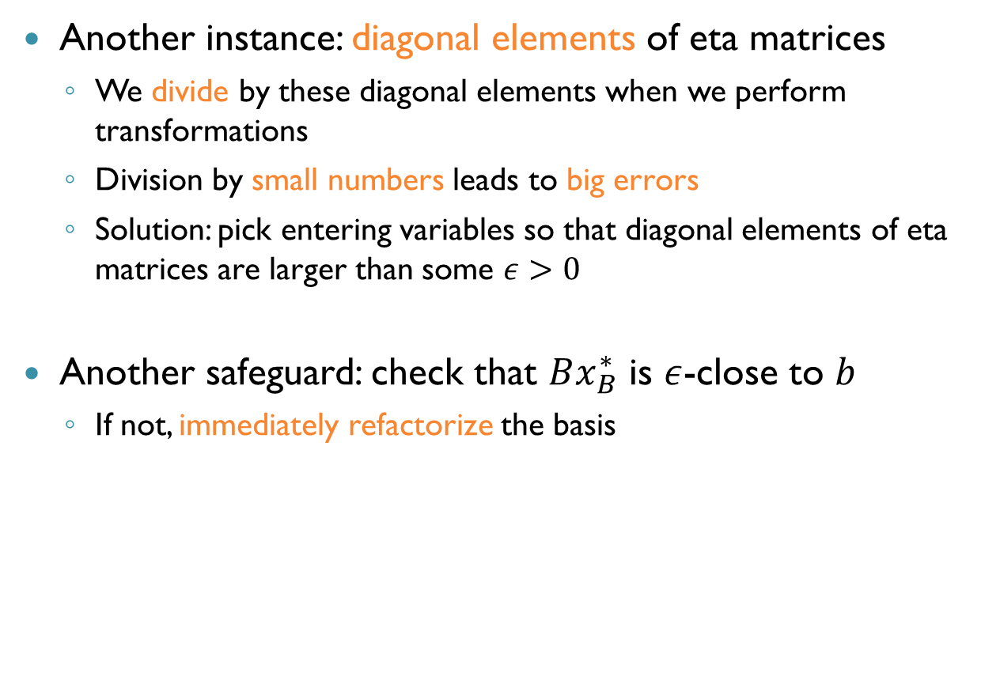 • Another instance: diagonal elements of eta matrices
◦ We divide by these diagonal elements when we perform
transformations
◦ Division by small numbers leads to big errors
◦ Solution: pick entering variables so that diagonal elements of eta
matrices are larger than some ϵ > 0
• Another safeguard: check that $Bx_B^*$ is ϵ-close to b
◦ If not, immediately refactorize the basis